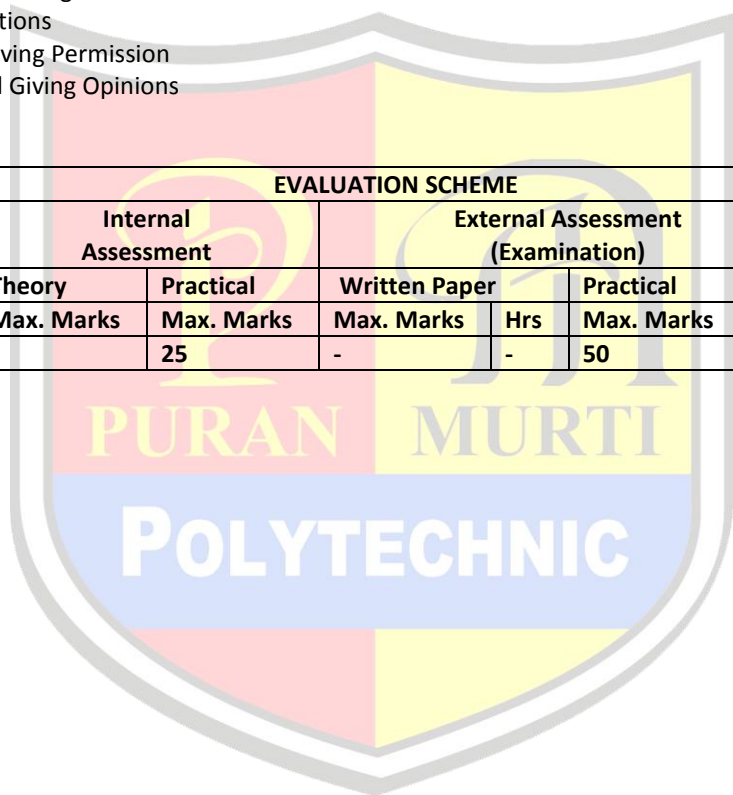 tions
ving Permission
Giving Opinions
EVALUATION SCHEME
Internal Assessment
External Assessment (Examination)
Theory
Practical
Written Paper
Practical
Max. Marks
Max. Marks
Max. Marks
Hrs
Max. Marks
25
-
-
50
PURAN MURTI
POLYTECHNIC